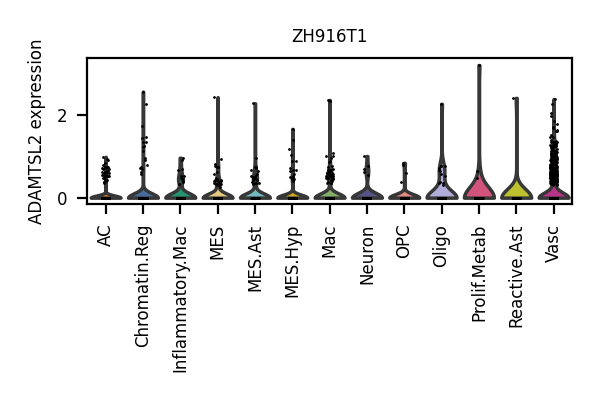 ZH916T1
ADAMTSL2 expression
2
0
AC
Chromatin.Reg
Inflammatory.Mac
MES
MES.Ast
MES.Hyp
Mac
Neuron
OPC
Oligo
Prolif.Metab
Reactive.Ast
Vasc